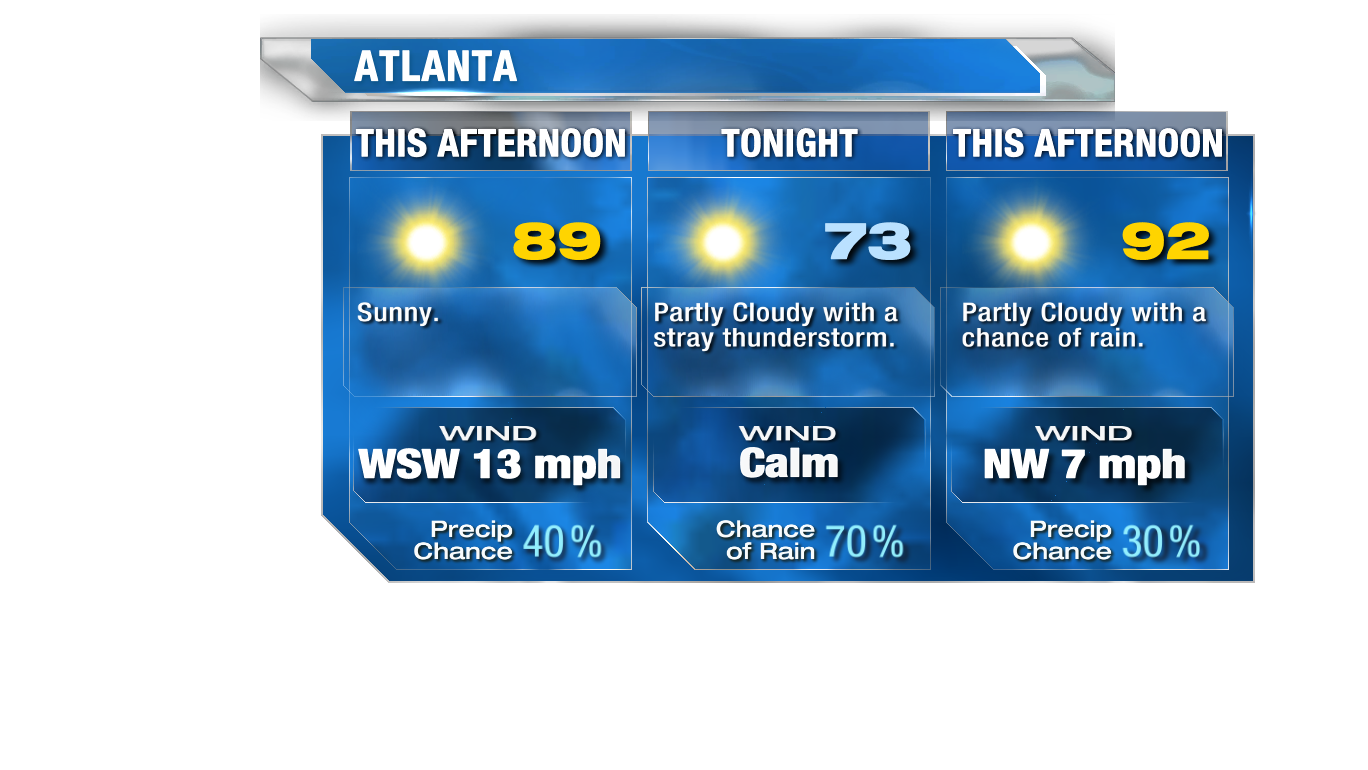 ATLANTA
THIS AFTERNOON
89
Sunny.
WIND
WSW 13 mph
Precip
Chance 40%
TONIGHT
73
Partly Cloudy with a
stray thunderstorm.
WIND
Calm
Chance
of Rain 70%
THIS AFTERNOON
92
Partly Cloudy with a
chance of rain.
WIND
NW 7 mph
Precip
Chance 30%